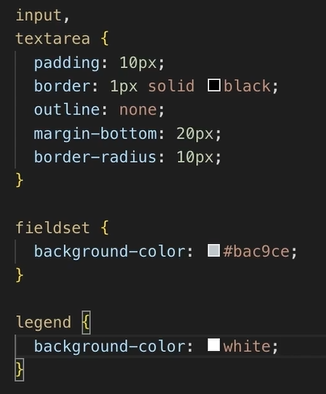 input,
textarea {
  padding: 10px;
  border: 1px solid black;
  outline: none;
  margin-bottom: 20px;
  border-radius: 10px;
}

fieldset {
  background-color: #bac9ce;
}

legend {
  background-color: white;
}